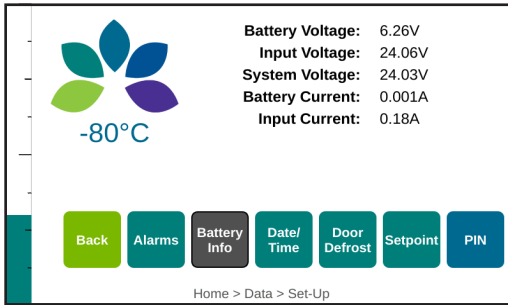 Battery Voltage: 6.26V
Input Voltage: 24.06V
System Voltage: 24.03V
Battery Current: 0.001A
Input Current: 0.18A
-80°C
Back
Alarms
Battery
Info
Date/
Time
Door
Defrost
Setpoint
PIN
Home > Data > Set-Up